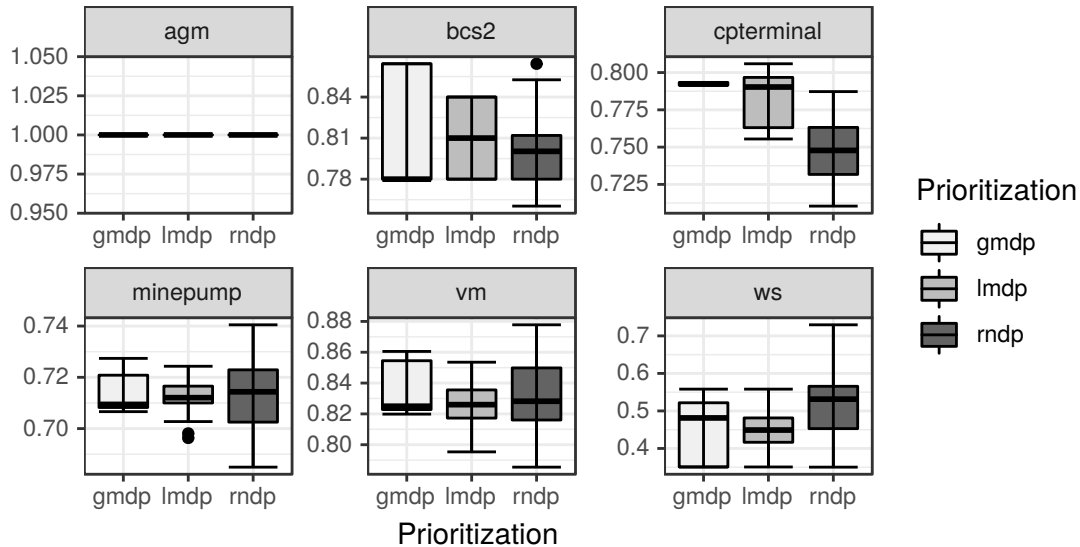 agm
bcs2
cpterminal
1.050
1.025
1.000
0.975
0.950
0.84
0.81
0.78
0.800
0.775
0.750
0.725
gmdp lmdp rndp
gmdp lmdp rndp
gmdp lmdp rndp
minepump
vm
ws
0.74
0.72
0.70
0.88
0.86
0.84
0.82
0.80
0.7
0.6
0.5
0.4
gmdp lmdp rndp
gmdp lmdp rndp
gmdp lmdp rndp
Prioritization
Prioritization
gmdp
lmdp
rndp